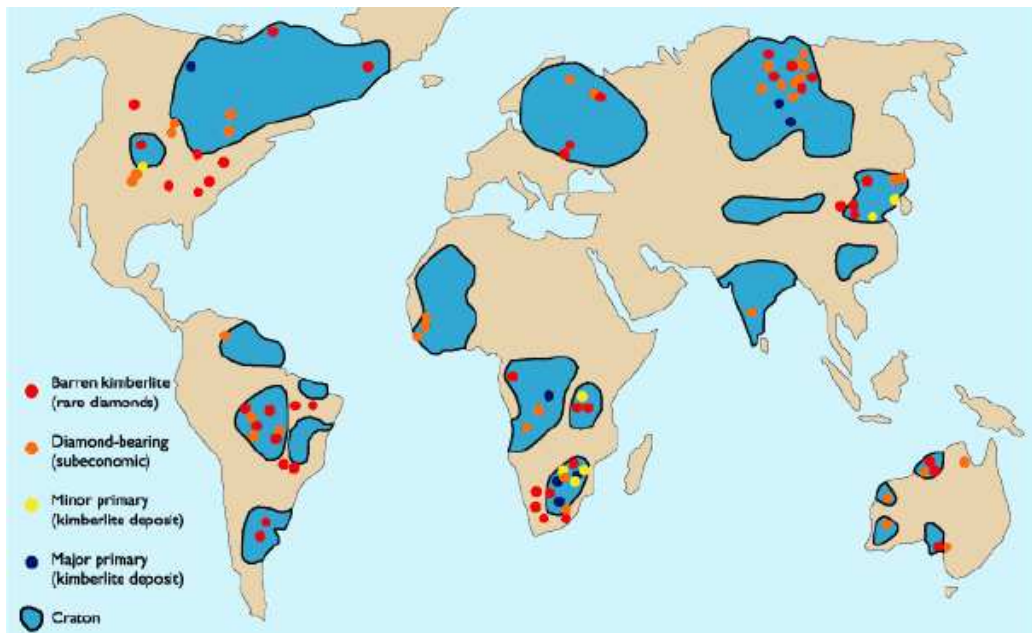 Barren kimberlite
(rare diamonds)
Diamond-bearing
(subeconomic)
Minor primary
(kimberlite deposit)
Major primary
(kimberlite deposit)
Craton